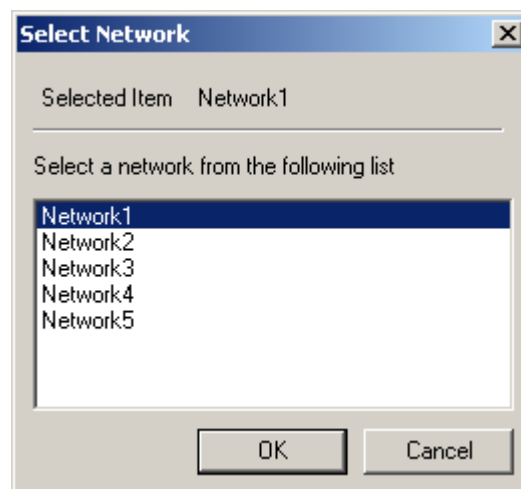 Select Network
Selected Item Network1
Select a network from the following list
Network1
Network2
Network3
Network4
Network5
OK Cancel